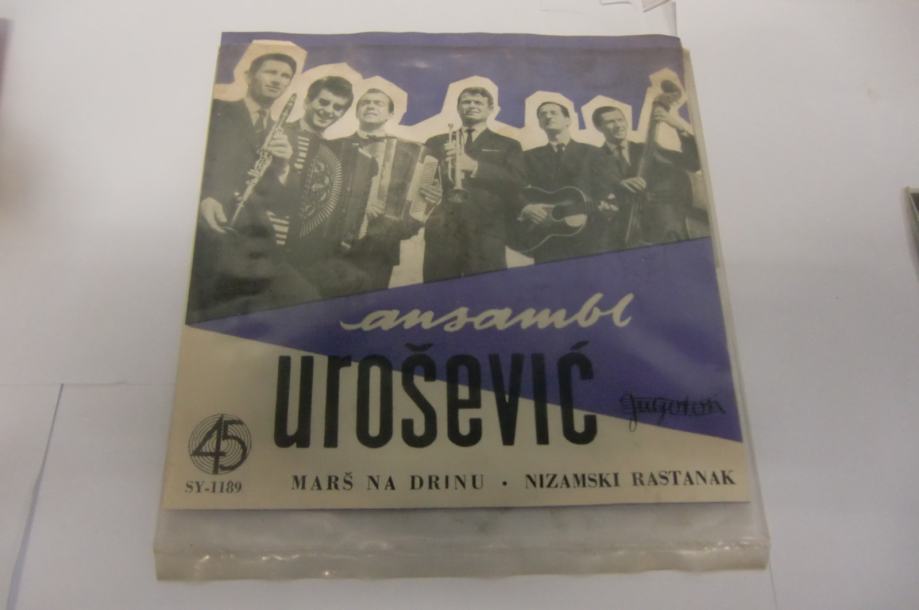 ansambl
urošević
Jugoton
45
SY-1189
MARŠ NA DRINU • NIZAMSKI RASTANAK